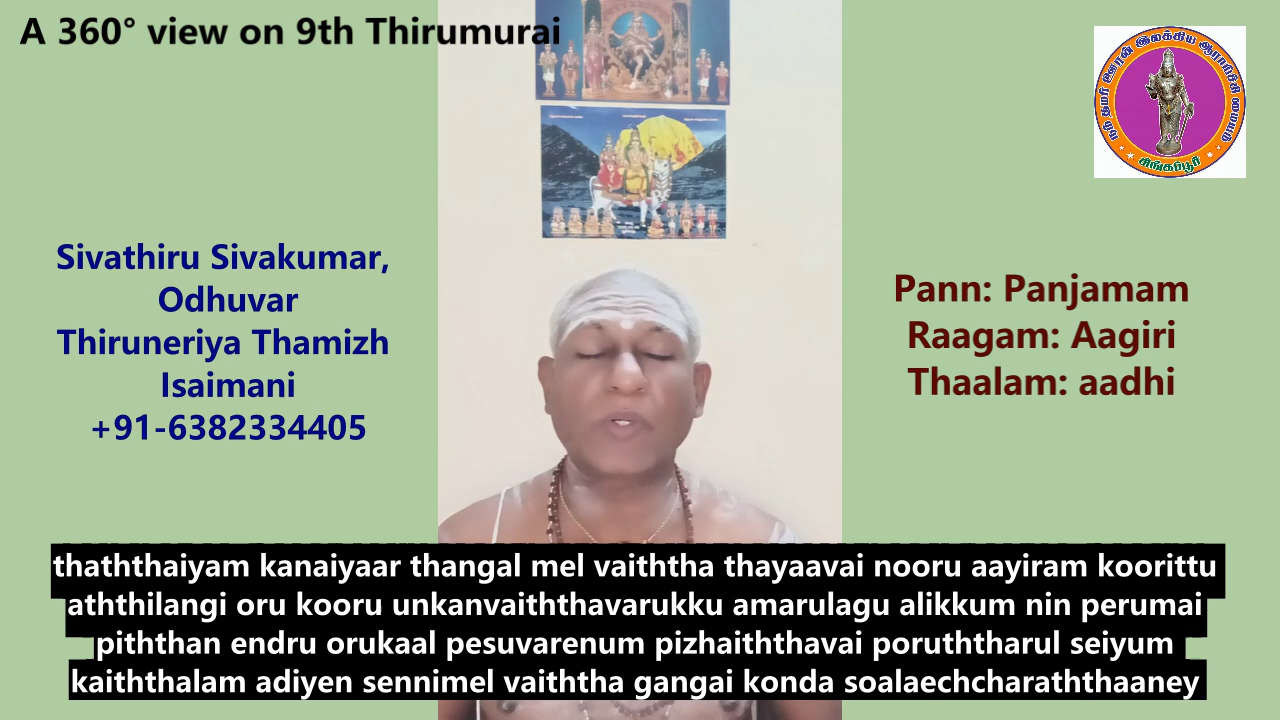 A 360° view on 9th Thirumurai
Sivathiru Sivakumar,
Odhuvar
Thiruneriya Thamizh
Isaimani
+91-6382334405
Pann: Panjamam
Raagam: Aagiri
Thaalam: aadhi
சிங்கப்பூர்
thaththaiyam kanaiyaar thangal mel vaiththa thayaavai nooru aayiram koorittu
aththilangi oru kooru unkanvaiththavarukku amarulagu alikkum nin perumai
piththan endru orukaal pesuvarenum pizhaiththavai poruththarul seiyum
kaiththalam adiyen sennimel vaiththa gangai konda soalaechcharaththaaney